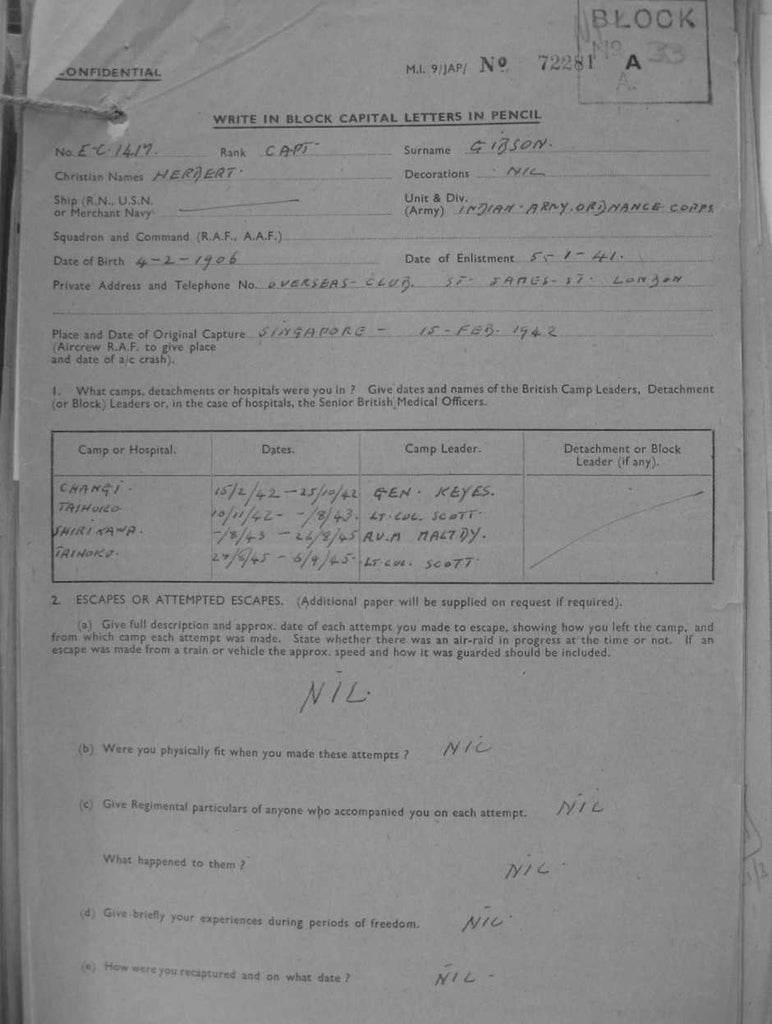 BLOCK
No 33
A.
CONFIDENTIAL
M.I. 9/JAP/ No 72281 A
WRITE IN BLOCK CAPITAL LETTERS IN PENCIL
No. E-C-1417. Rank CAPT Surname GIBSON.
Christian Names HERBERT. Decorations NIL
Ship (R.N., U.S.N. or Merchant Navy
Unit & Div. (Army) INDIAN-ARMY-ORDNANCE CORPS
Squadron and Command (R.A.F., A.A.F.)
Date of Birth 4-2-1906 Date of Enlistment 5-1-41.
Private Address and Telephone No. OVERSEAS-CLUB. ST-JAMES-ST. LONDON
Place and Date of Original Capture SINGAPORE - 15-FEB-1942
(Aircrew R.A.F. to give place
and date of a/c crash).
1. What camps, detachments or hospitals were you in ? Give dates and names of the British Camp Leaders, Detachment
(or Block) Leaders or, in the case of hospitals, the Senior British Medical Officers.
Camp or Hospital. Dates. Camp Leader. Detachment or Block Leader (if any).
CHANGI. 15/2/42-25/10/42 GEN. KEYES.
TAIHOKO 10/11/42- -/8/43. LT. COL. SCOTT.
SHIRIKAWA. -/8/43 - 26/8/45 A.V.M MALTBY.
TAIHOKU. 27/8/45 - 6/9/45. LT. COL. SCOTT.
2. ESCAPES OR ATTEMPTED ESCAPES. (Additional paper will be supplied on request if required).
(a) Give full description and approx. date of each attempt you made to escape, showing how you left the camp, and
from which camp each attempt was made. State whether there was an air-raid in progress at the time or not. If an
escape was made from a train or vehicle the approx. speed and how it was guarded should be included.
NIL.
(b) Were you physically fit when you made these attempts ? NIL
(c) Give Regimental particulars of anyone who accompanied you on each attempt. NIL
What happened to them ? NIL.
(d) Give briefly your experiences during periods of freedom. NIL.
(e) How were you recaptured and on what date ? NIL-